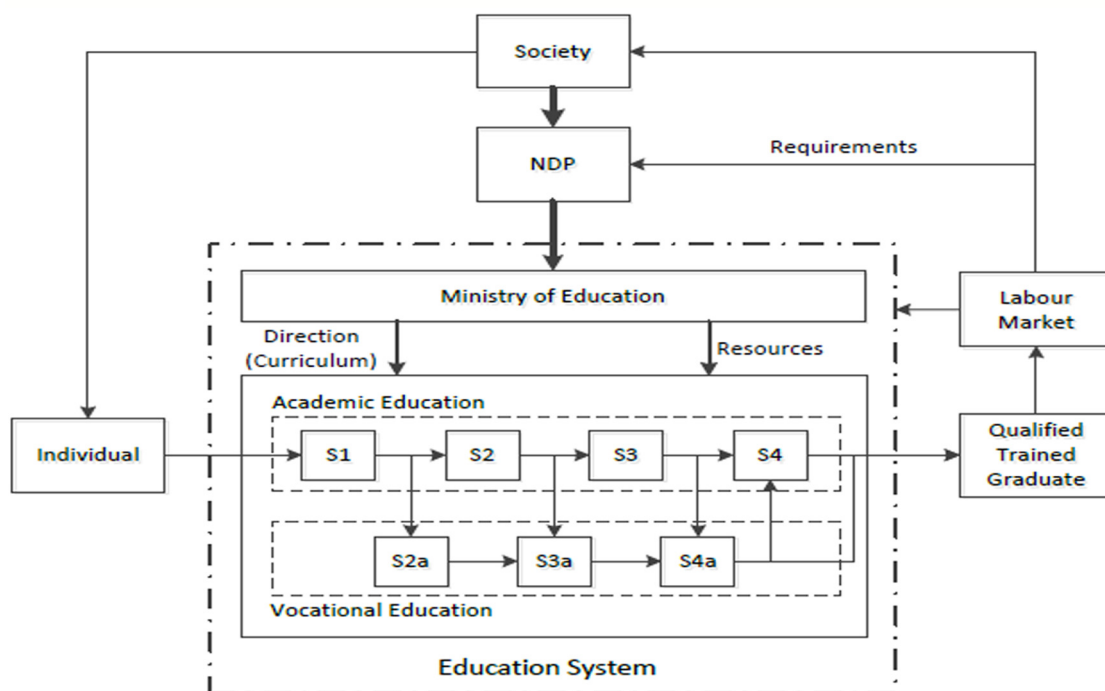 Society
NDP
Requirements
Ministry of Education
Labour
Market
Direction
(Curriculum)
Resources
Academic Education
Individual
S1
S2
S3
S4
Qualified
Trained
Graduate
S2a
S3a
S4a
Vocational Education
Education System